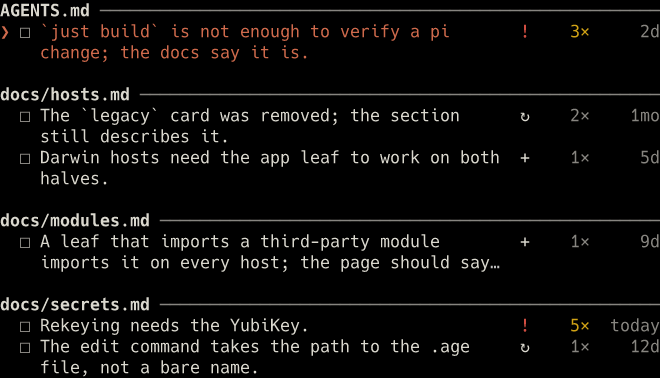 AGENTS.md
❯ □ `just build` is not enough to verify a pi ! 3× 2d
change; the docs say it is.
docs/hosts.md
□ The `legacy` card was removed; the section ↻ 2× 1mo
still describes it.
□ Darwin hosts need the app leaf to work on both + 1× 5d
halves.
docs/modules.md
□ A leaf that imports a third-party module + 1× 9d
imports it on every host; the page should say…
docs/secrets.md
□ Rekeying needs the YubiKey. ! 5× today
□ The edit command takes the path to the .age ↻ 1× 12d
file, not a bare name.